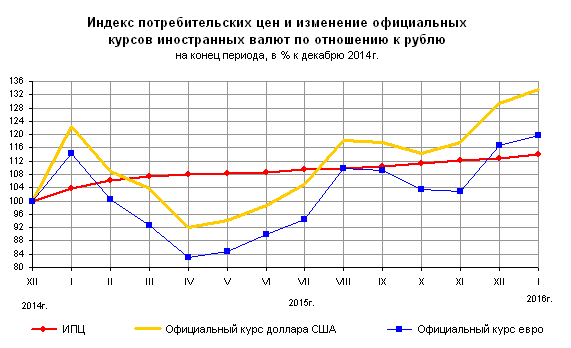 Индекс потребительских цен и изменение официальных
курсов иностранных валют по отношению к рублю
на конец периода, в % к декабрю 2014г.
136
132
128
124
120
116
112
108
104
100
96
92
88
84
80
XII I II III IV V VI VII VIII IX X XI XII I
2014г. 2015г. 2016г.
ИПЦ Официальный курс доллара США Официальный курс евро